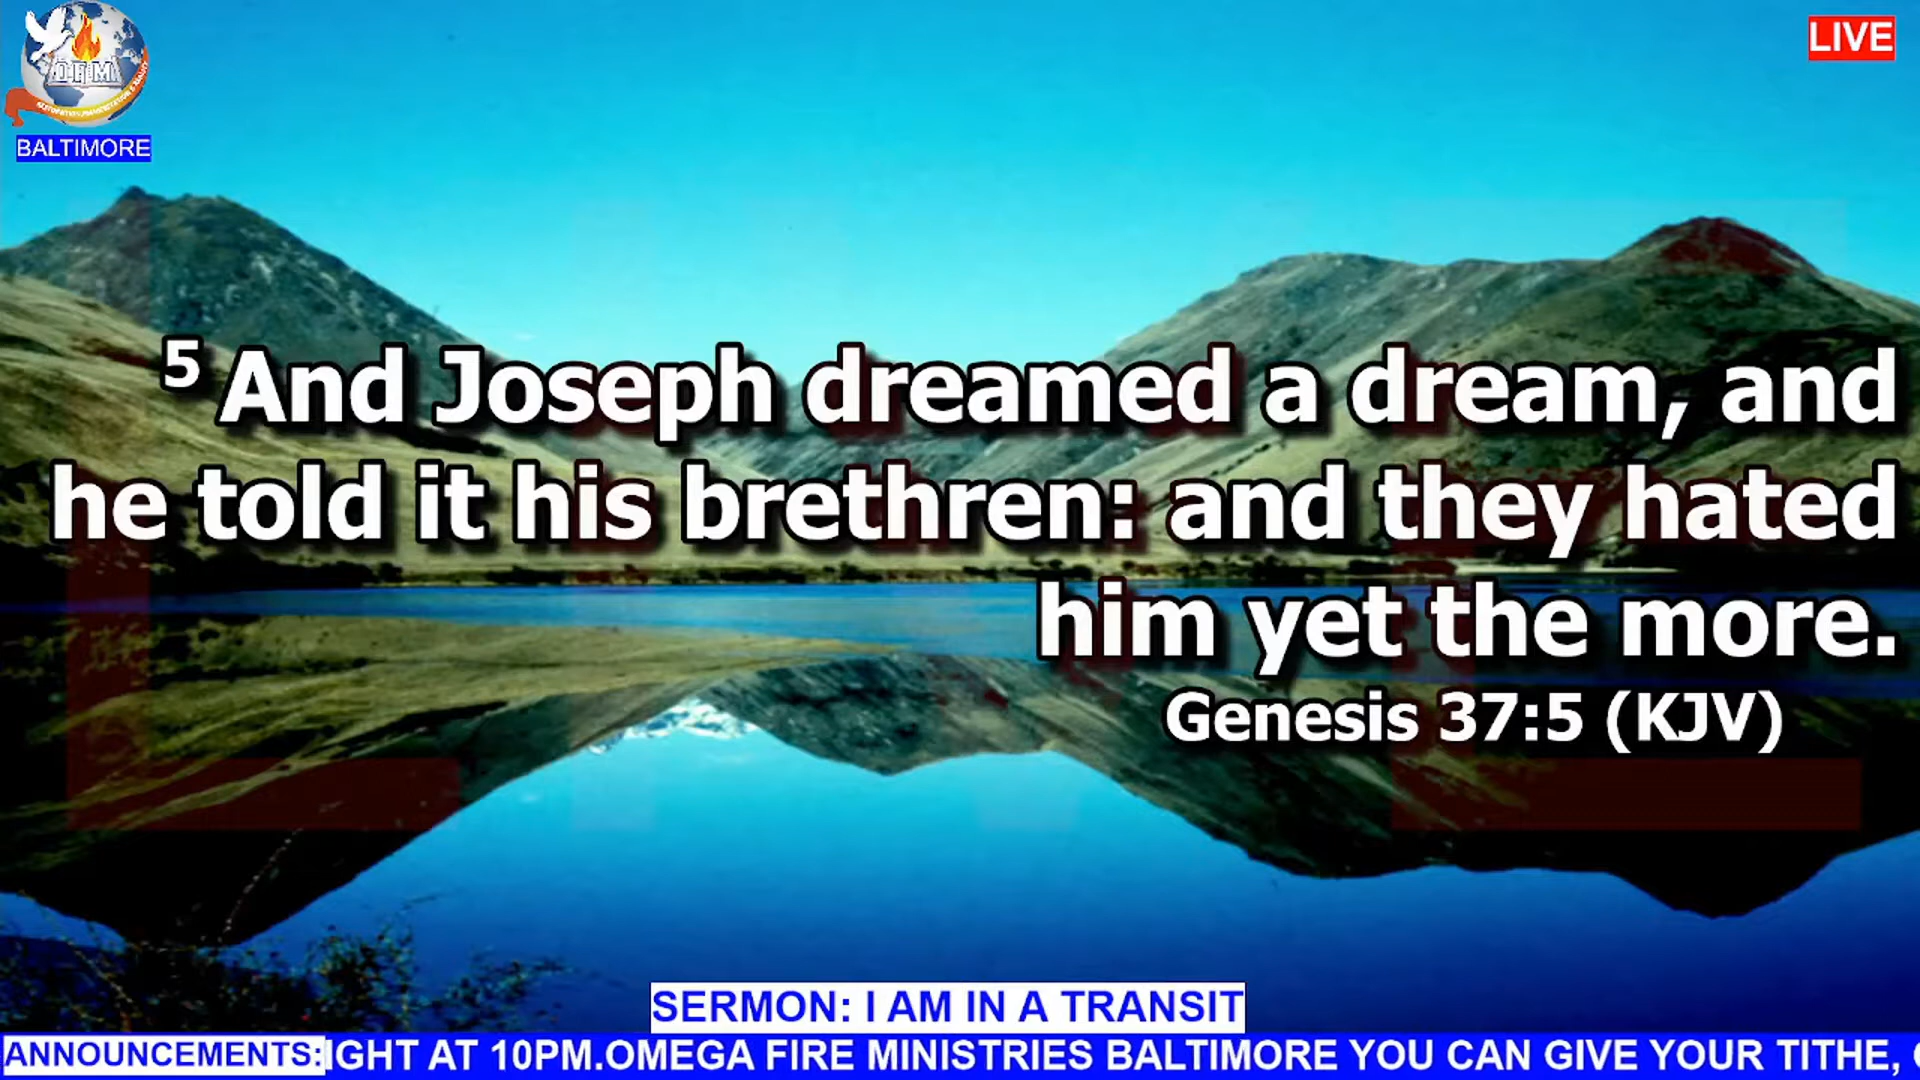 O.F.M
BALTIMORE
LIVE
5 And Joseph dreamed a dream, and
he told it his brethren: and they hated
him yet the more.
Genesis 37:5 (KJV)
SERMON: I AM IN A TRANSIT
ANNOUNCEMENTS: IGHT AT 10PM.OMEGA FIRE MINISTRIES BALTIMORE YOU CAN GIVE YOUR TITHE,